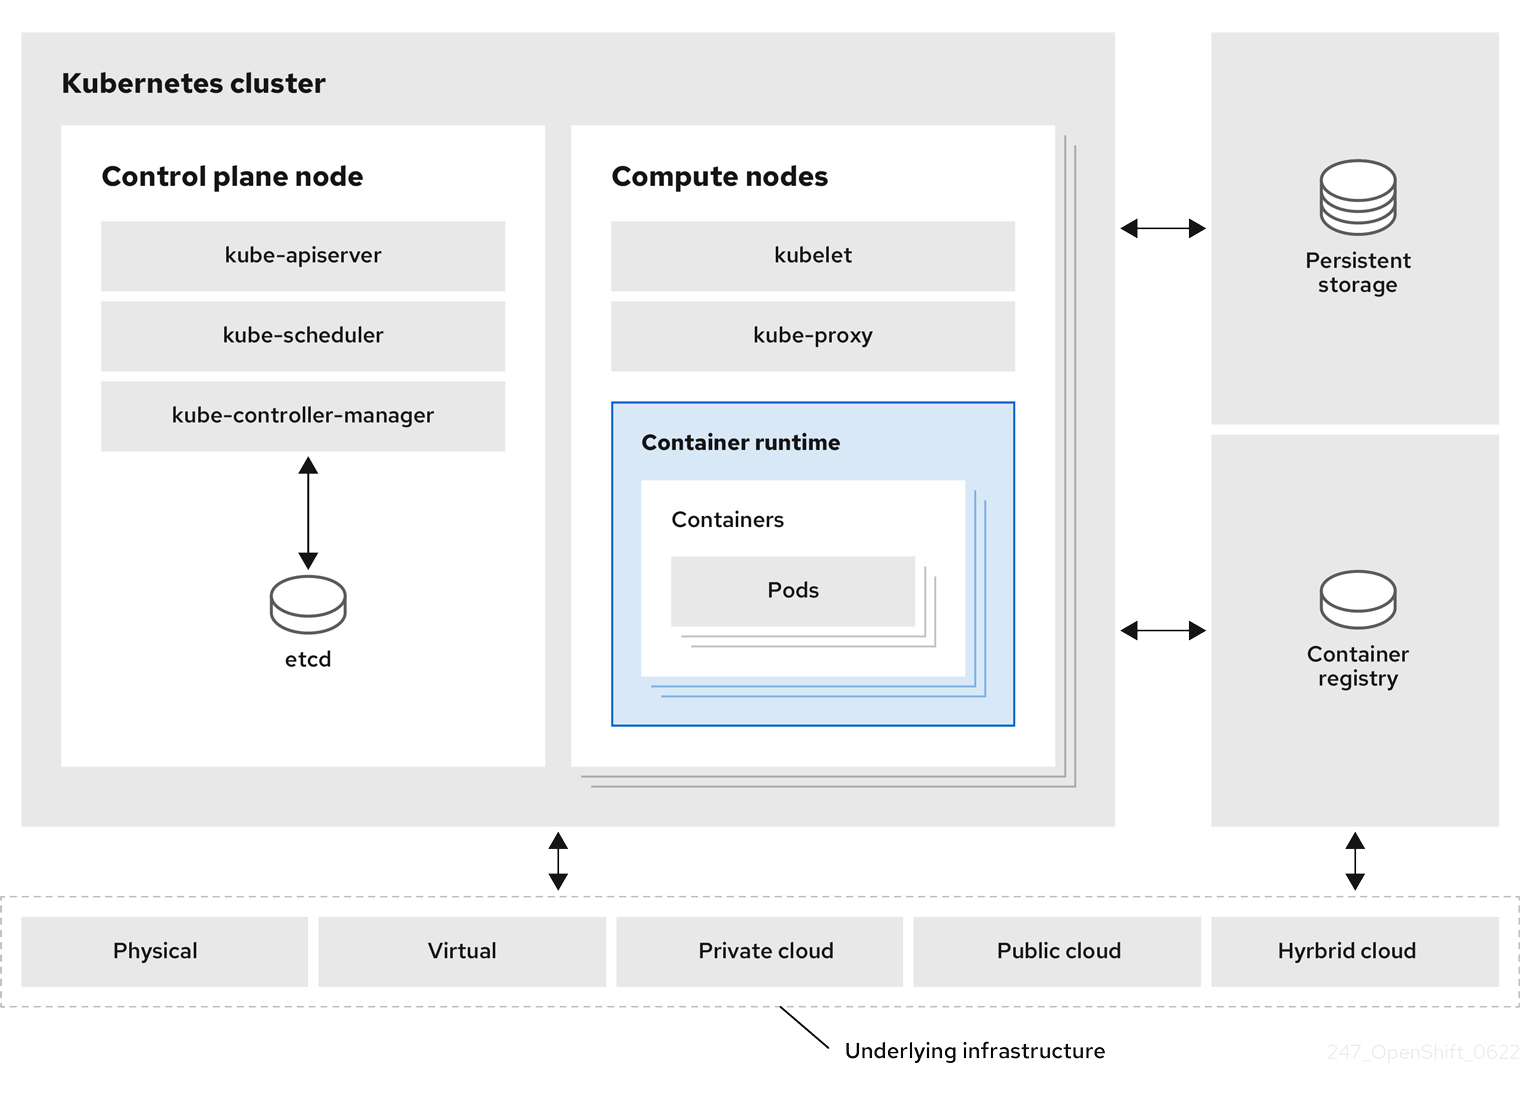 Kubernetes cluster
Control plane node
kube-apiserver
kube-scheduler
kube-controller-manager
etcd
Compute nodes
kubelet
kube-proxy
Container runtime
Containers
Pods
Persistent
storage
Container
registry
Physical
Virtual
Private cloud
Public cloud
Hyrbrid cloud
Underlying infrastructure
247_OpenShift_0622